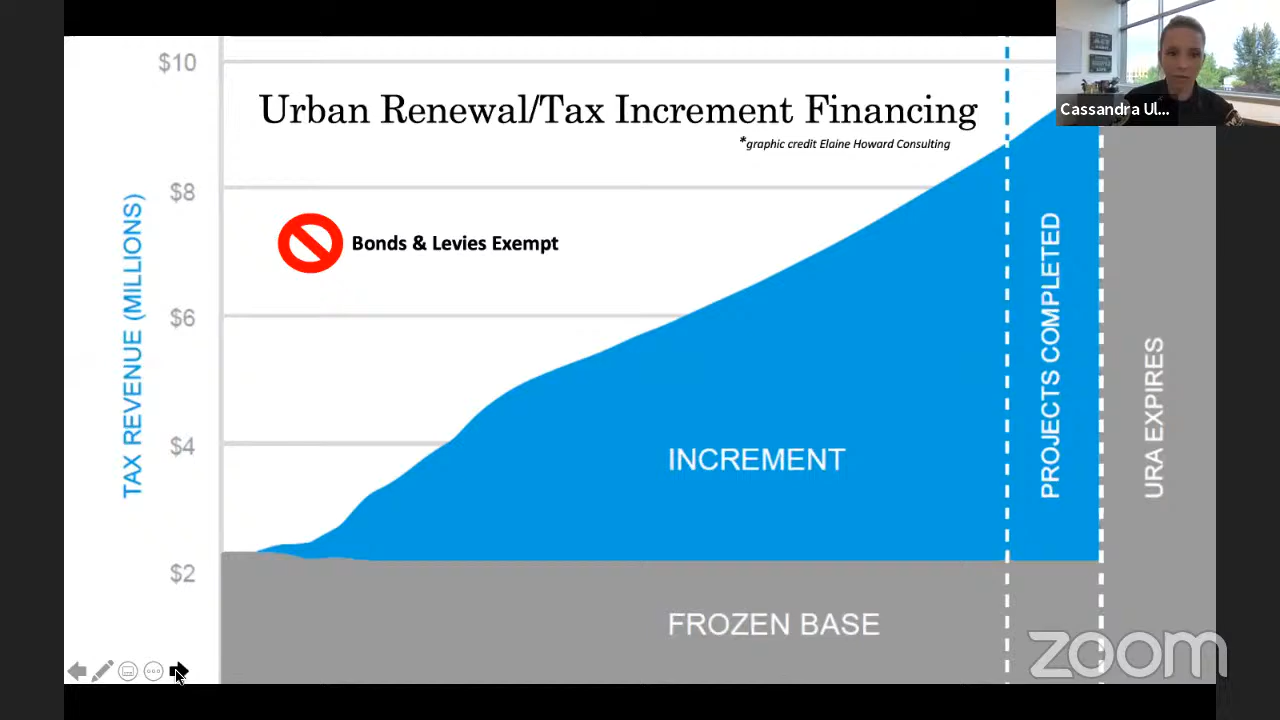 $10
Urban Renewal/Tax Increment Financing
*graphic credit Elaine Howard Consulting
Cassandra Ul...
$8
Bonds & Levies Exempt
TAX REVENUE (MILLIONS)
$6
$4
INCREMENT
PROJECTS COMPLETED
URA EXPIRES
$2
FROZEN BASE
zoom